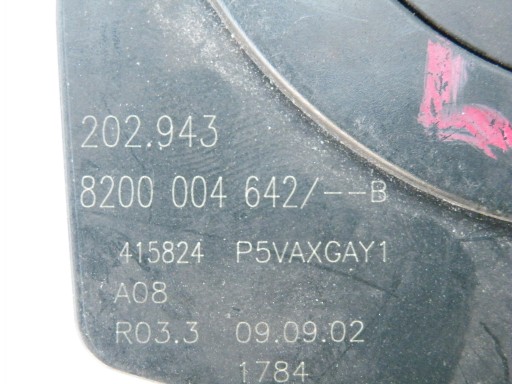 202.943
8200 004 642/--B
415824 P5VAXGAY1
A08
R03.3 09.09.02
1784